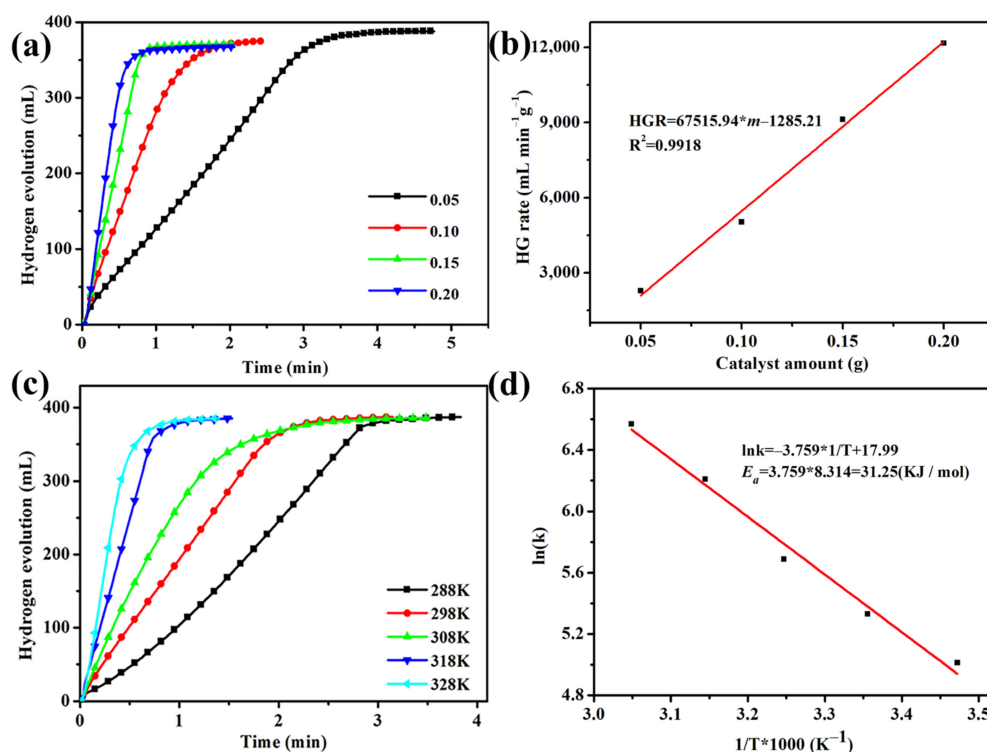 (a)
400
300
200
100
0
Hydrogen evolution (mL)
0.05
0.10
0.15
0.20
0 1 2 3 4 5
Time (min)
(b)
12,000
9,000
6,000
3,000
HG rate (mL min⁻¹g⁻¹)
HGR=67515.94*m–1285.21
R²=0.9918
0.05 0.10 0.15 0.20
Catalyst amount (g)
(c)
400
300
200
100
0
Hydrogen evolution (mL)
288K
298K
308K
318K
328K
0 1 2 3 4
Time (min)
(d)
6.8
6.4
6.0
5.6
5.2
4.8
ln(k)
lnk=–3.759*1/T+17.99
Ea=3.759*8.314=31.25(KJ / mol)
3.0 3.1 3.2 3.3 3.4 3.5
1/T*1000 (K⁻¹)